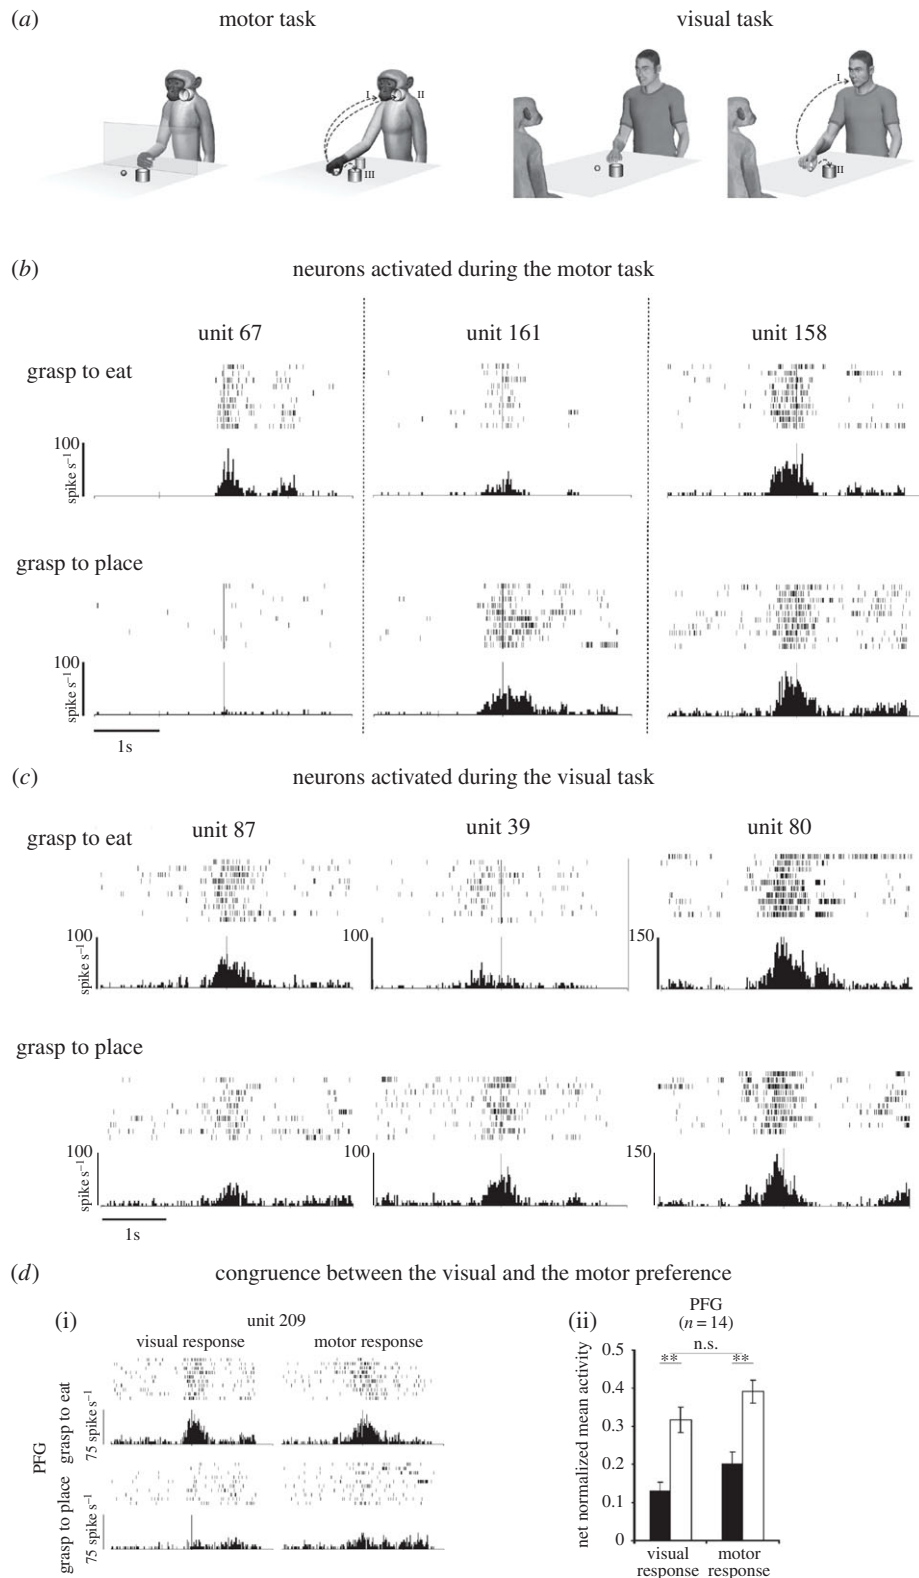 (a)
motor task
visual task
I
II
III
I
II
(b)
neurons activated during the motor task
unit 67
unit 161
unit 158
grasp to eat
100
spike s⁻¹
grasp to place
100
spike s⁻¹
1s
(c)
neurons activated during the visual task
grasp to eat
unit 87
unit 39
unit 80
100
100
150
spike s⁻¹
grasp to place
100
100
150
spike s⁻¹
1s
(d)
congruence between the visual and the motor preference
(i)
unit 209
visual response
motor response
PFG
grasp to eat
75 spike s⁻¹
grasp to place
75 spike s⁻¹
(ii)
PFG
(n = 14)
n.s.
**
**
net normalized mean activity
0.5
0.4
0.3
0.2
0.1
0
visual response
motor response